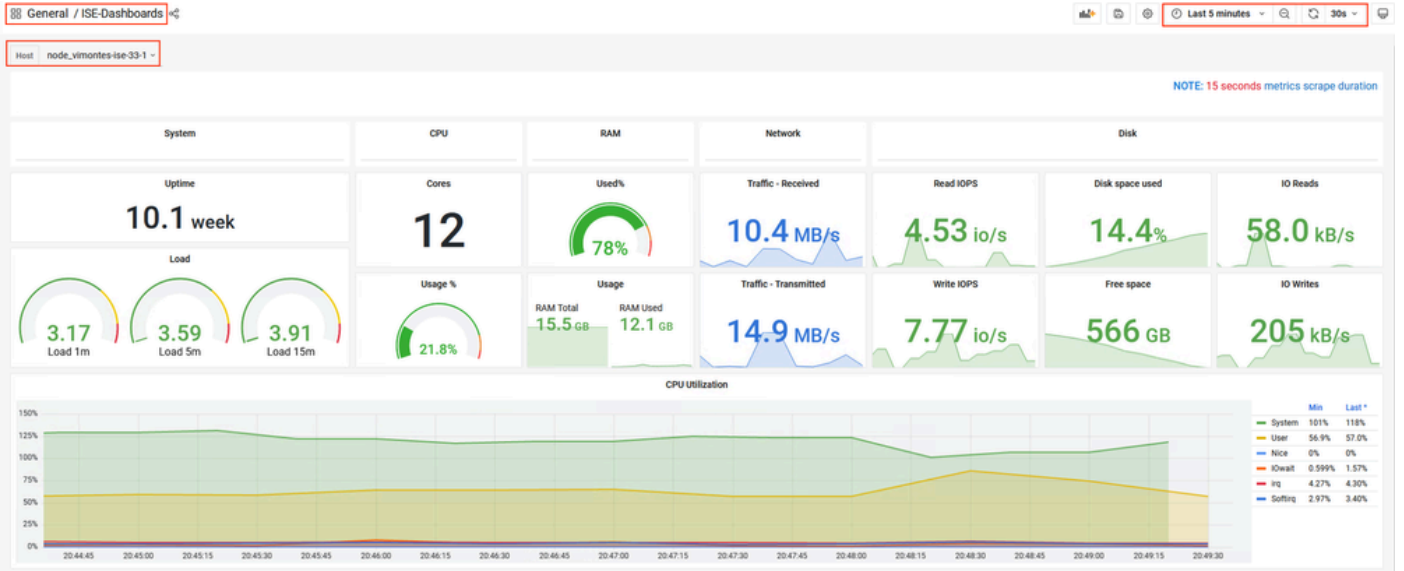 General / ISE-Dashboards
Last 5 minutes
30s
Host node_vimontes-ise-33-1
NOTE: 15 seconds metrics scrape duration
System CPU RAM Network Disk
Uptime Cores Used% Traffic - Received Read IOPS Disk space used IO Reads
10.1 week 12 78% 10.4 MB/s 4.53 io/s 14.4% 58.0 kB/s
Load Usage % Usage Traffic - Transmitted Write IOPS Free space IO Writes
RAM Total RAM Used
15.5 GB 12.1 GB
3.17 3.59 3.91 21.8% 14.9 MB/s 7.77 io/s 566 GB 205 kB/s
Load 1m Load 5m Load 15m
CPU Utilization
Min Last *
150%
125%
100%
75%
50%
25%
0%
System 101% 118%
User 56.9% 57.0%
Nice 0% 0%
IOwait 0.599% 1.57%
irq 4.27% 4.30%
Softirq 2.97% 3.40%
20:44:45 20:45:00 20:45:15 20:45:30 20:45:45 20:46:00 20:46:15 20:46:30 20:46:45 20:47:00 20:47:15 20:47:30 20:47:45 20:48:00 20:48:15 20:48:30 20:48:45 20:49:00 20:49:15 20:49:30